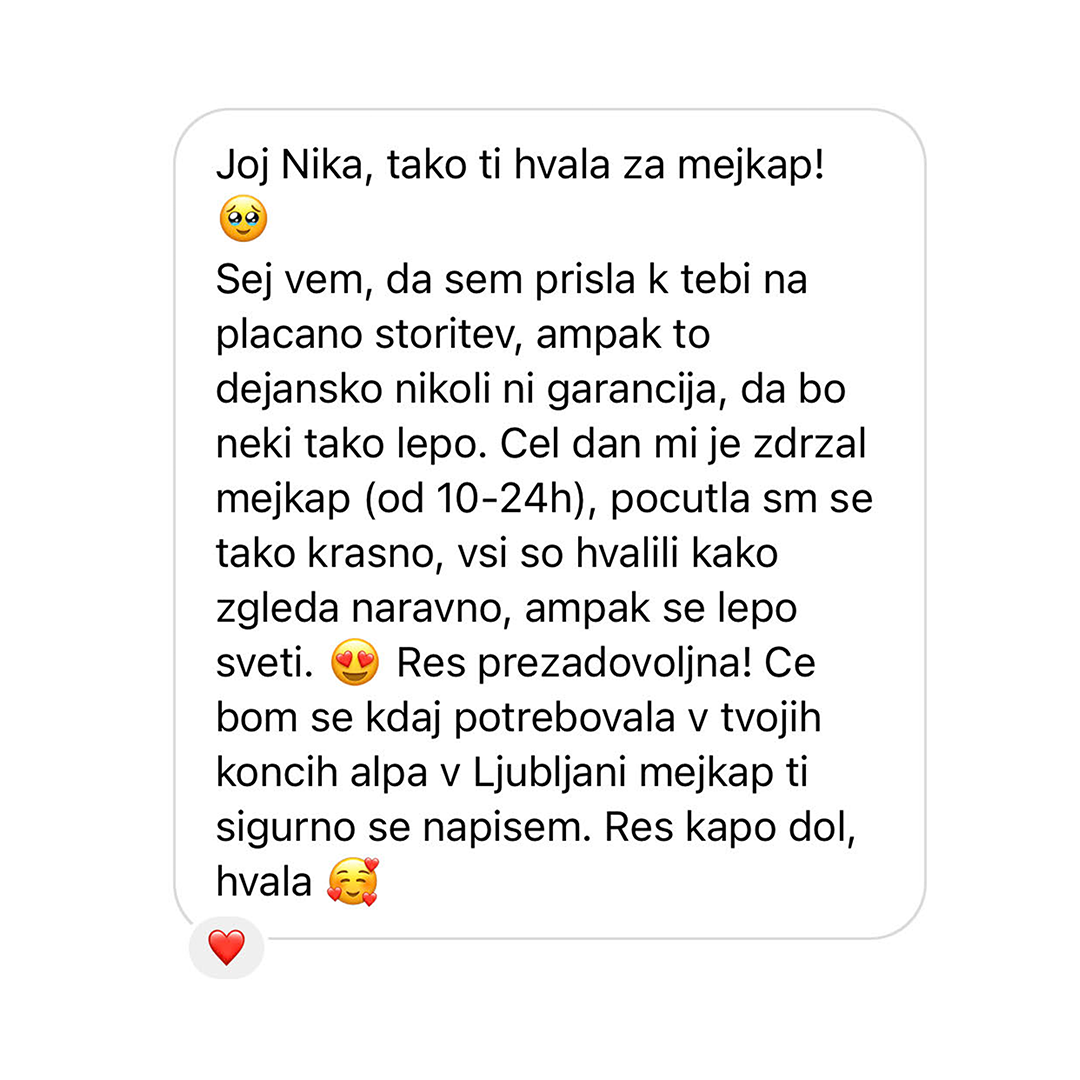 Joj Nika, tako ti hvala za mejkap!
🥹
Sej vem, da sem prisla k tebi na
placano storitev, ampak to
dejansko nikoli ni garancija, da bo
neki tako lepo. Cel dan mi je zdrzal
mejkap (od 10-24h), pocutla sm se
tako krasno, vsi so hvalili kako
zgleda naravno, ampak se lepo
sveti. 😍 Res prezadovoljna! Ce
bom se kdaj potrebovala v tvojih
koncih alpa v Ljubljani mejkap ti
sigurno se napisem. Res kapo dol,
hvala 🥰
❤️